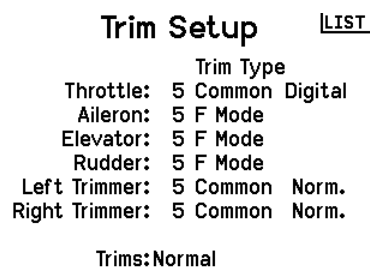 Trim Setup
LIST
Trim Type
Throttle: 5 Common Digital
Aileron: 5 F Mode
Elevator: 5 F Mode
Rudder: 5 F Mode
Left Trimmer: 5 Common Norm.
Right Trimmer: 5 Common Norm.
Trims:Normal